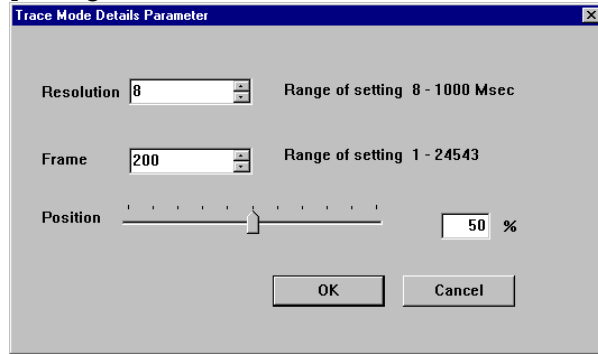 Trace Mode Details Parameter
Resolution 8 Range of setting 8 - 1000 Msec
Frame 200 Range of setting 1 - 24543
Position 50 %
OK Cancel